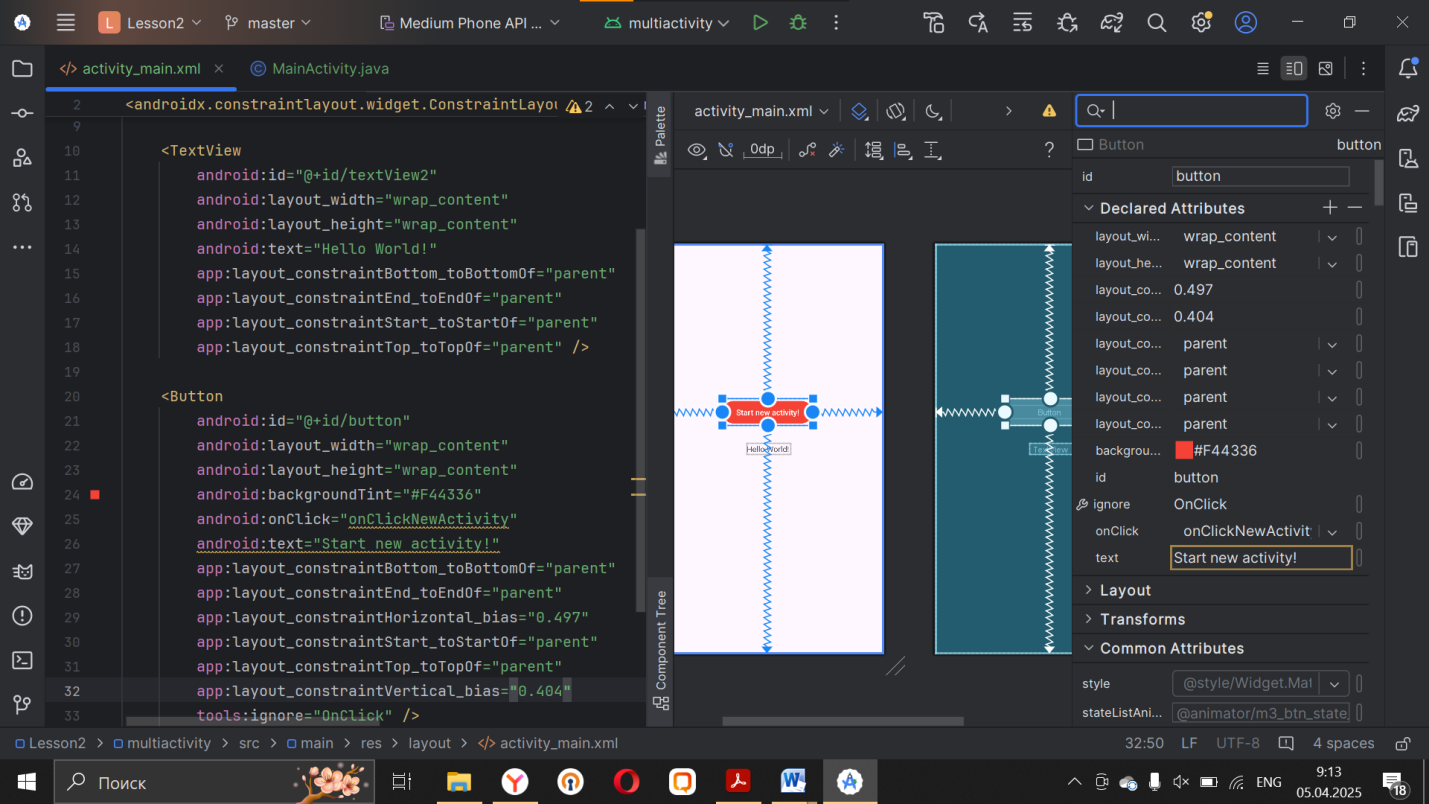 L Lesson2 master Medium Phone API ... multiactivity
activity_main.xml MainActivity.java
2 <androidx.constraintlayout.widget.ConstraintLayou 2
9
10 <TextView
11 android:id="@+id/textView2"
12 android:layout_width="wrap_content"
13 android:layout_height="wrap_content"
14 android:text="Hello World!"
15 app:layout_constraintBottom_toBottomOf="parent"
16 app:layout_constraintEnd_toEndOf="parent"
17 app:layout_constraintStart_toStartOf="parent"
18 app:layout_constraintTop_toTopOf="parent" />
19
20 <Button
21 android:id="@+id/button"
22 android:layout_width="wrap_content"
23 android:layout_height="wrap_content"
24 android:backgroundTint="#F44336"
25 android:onClick="onClickNewActivity"
26 android:text="Start new activity!"
27 app:layout_constraintBottom_toBottomOf="parent"
28 app:layout_constraintEnd_toEndOf="parent"
29 app:layout_constraintHorizontal_bias="0.497"
30 app:layout_constraintStart_toStartOf="parent"
31 app:layout_constraintTop_toTopOf="parent"
32 app:layout_constraintVertical_bias="0.404"
33 tools:ignore="OnClick" />
Palette
Component Tree
activity_main.xml
0dp
?
Start new activity!
Hello World!
Button
TextView
Button button
id button
Declared Attributes
layout_wi... wrap_content
layout_he... wrap_content
layout_co... 0.497
layout_co... 0.404
layout_co... parent
layout_co... parent
layout_co... parent
layout_co... parent
backgrou... #F44336
id button
ignore OnClick
onClick onClickNewActivit
text Start new activity!
Layout
Transforms
Common Attributes
style @style/Widget.Mat
stateListAni... @animator/m3_btn_state_
Lesson2 > multiactivity > src > main > res > layout > activity_main.xml 32:50 LF UTF-8 4 spaces
Поиск ENG 9:13
05.04.2025 18